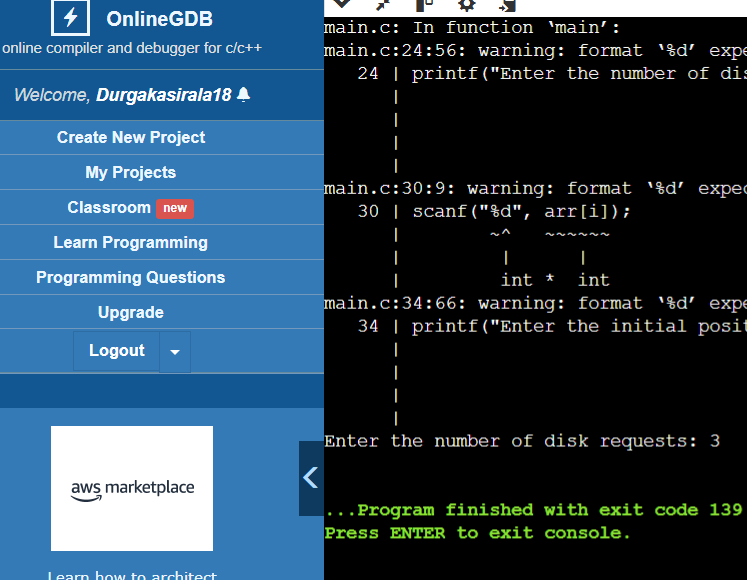 OnlineGDB
online compiler and debugger for c/c++
Welcome, Durgakasirala18
Create New Project
My Projects
Classroom new
Learn Programming
Programming Questions
Upgrade
Logout
aws marketplace
Learn how to architect
main.c: In function ‘main’:
main.c:24:56: warning: format ‘%d’ expe
24 | printf("Enter the number of dis
|
|
|
|
main.c:30:9: warning: format ‘%d’ expec
30 | scanf("%d", arr[i]);
| ~^ ~~~~~~
| | |
| int * int
main.c:34:66: warning: format ‘%d’ expe
34 | printf("Enter the initial posit
|
|
|
|
Enter the number of disk requests: 3
...Program finished with exit code 139
Press ENTER to exit console.